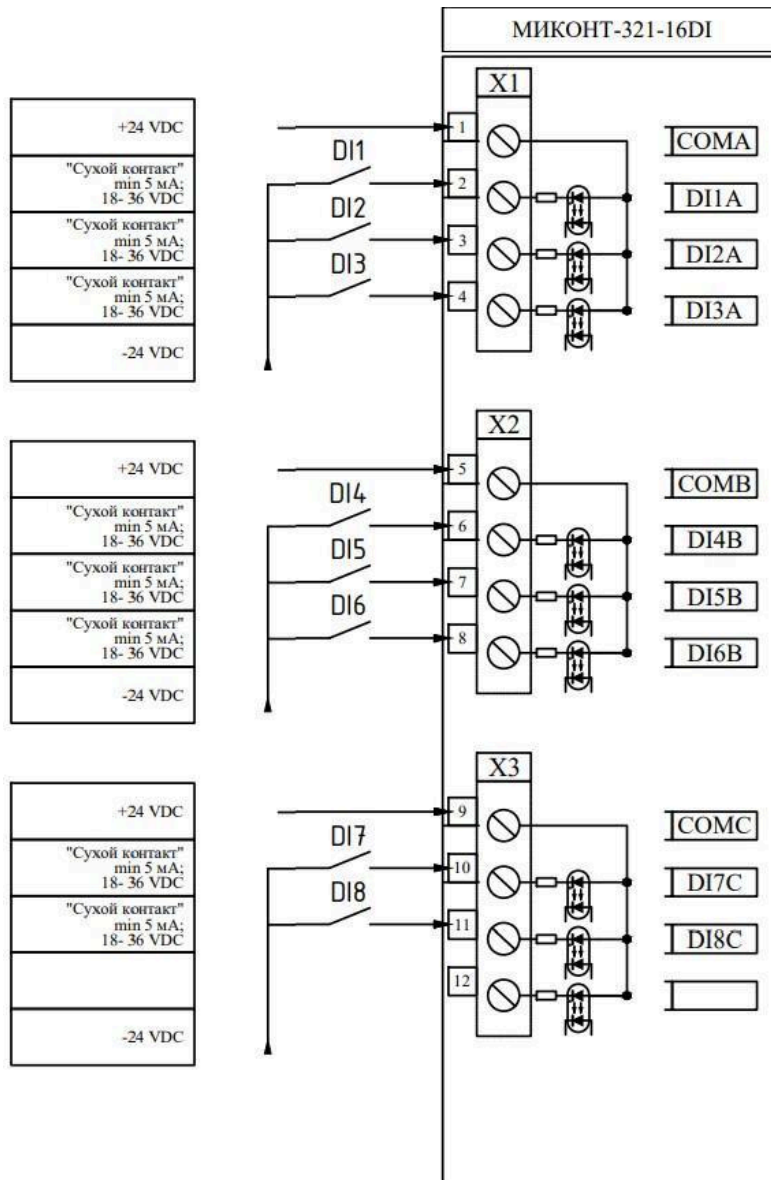 МИКОНТ-321-16DI
X1
+24 VDC
1
COMA
"Сухой контакт"
min 5 мА;
18- 36 VDC
DI1
2
DI1A
"Сухой контакт"
min 5 мА;
18- 36 VDC
DI2
3
DI2A
"Сухой контакт"
min 5 мА;
18- 36 VDC
DI3
4
DI3A
-24 VDC
X2
+24 VDC
5
COMB
"Сухой контакт"
min 5 мА;
18- 36 VDC
DI4
6
DI4B
"Сухой контакт"
min 5 мА;
18- 36 VDC
DI5
7
DI5B
"Сухой контакт"
min 5 мА;
18- 36 VDC
DI6
8
DI6B
-24 VDC
X3
+24 VDC
9
COMC
"Сухой контакт"
min 5 мА;
18- 36 VDC
DI7
10
DI7C
"Сухой контакт"
min 5 мА;
18- 36 VDC
DI8
11
DI8C
12
-24 VDC